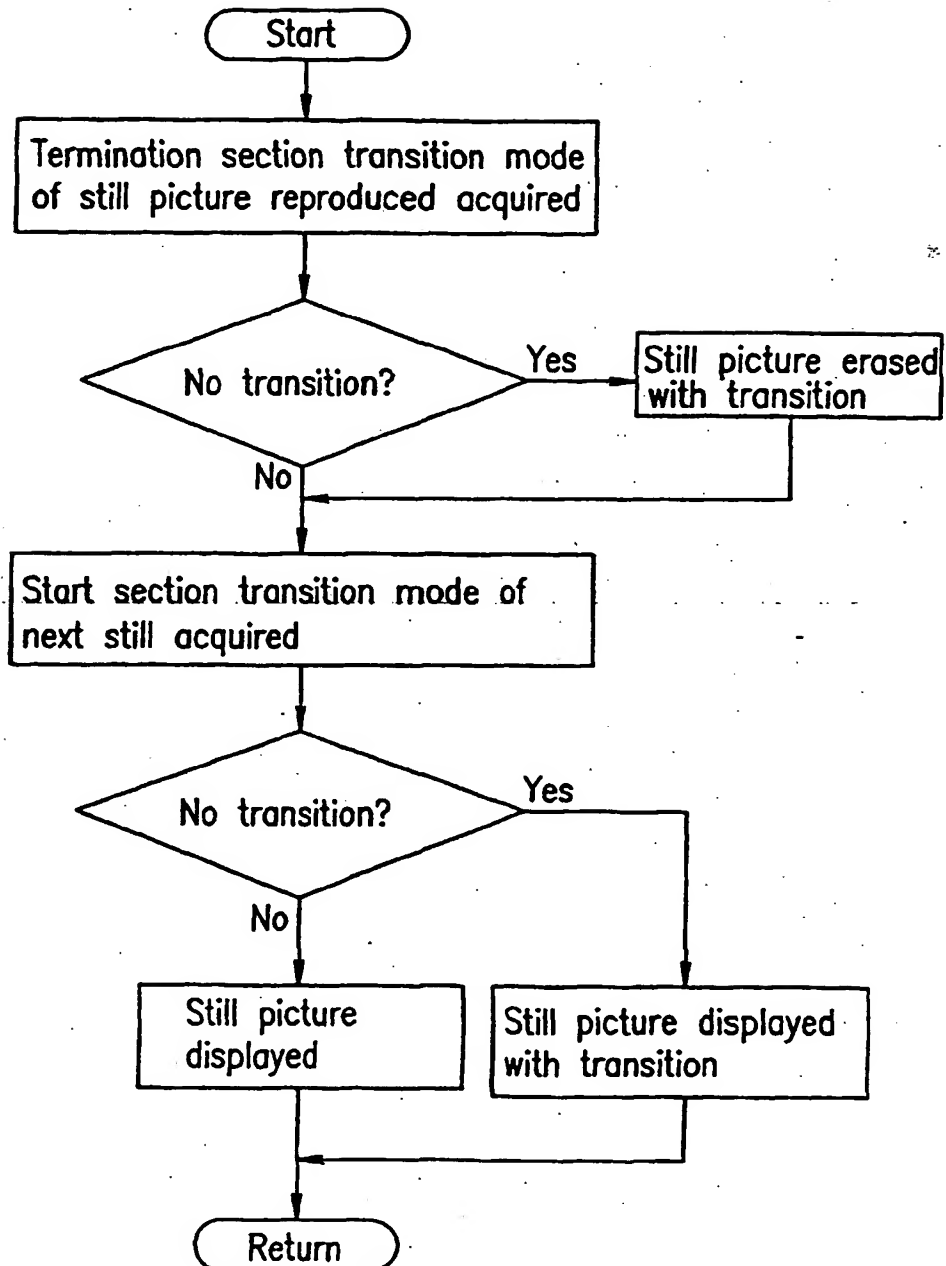 Start
Termination section transition mode
of still picture reproduced acquired
No transition?
Yes
Still picture erased
with transition
No
Start section transition mode of
next still acquired
No transition?
Yes
No
Still picture
displayed
Still picture displayed
with transition
Return